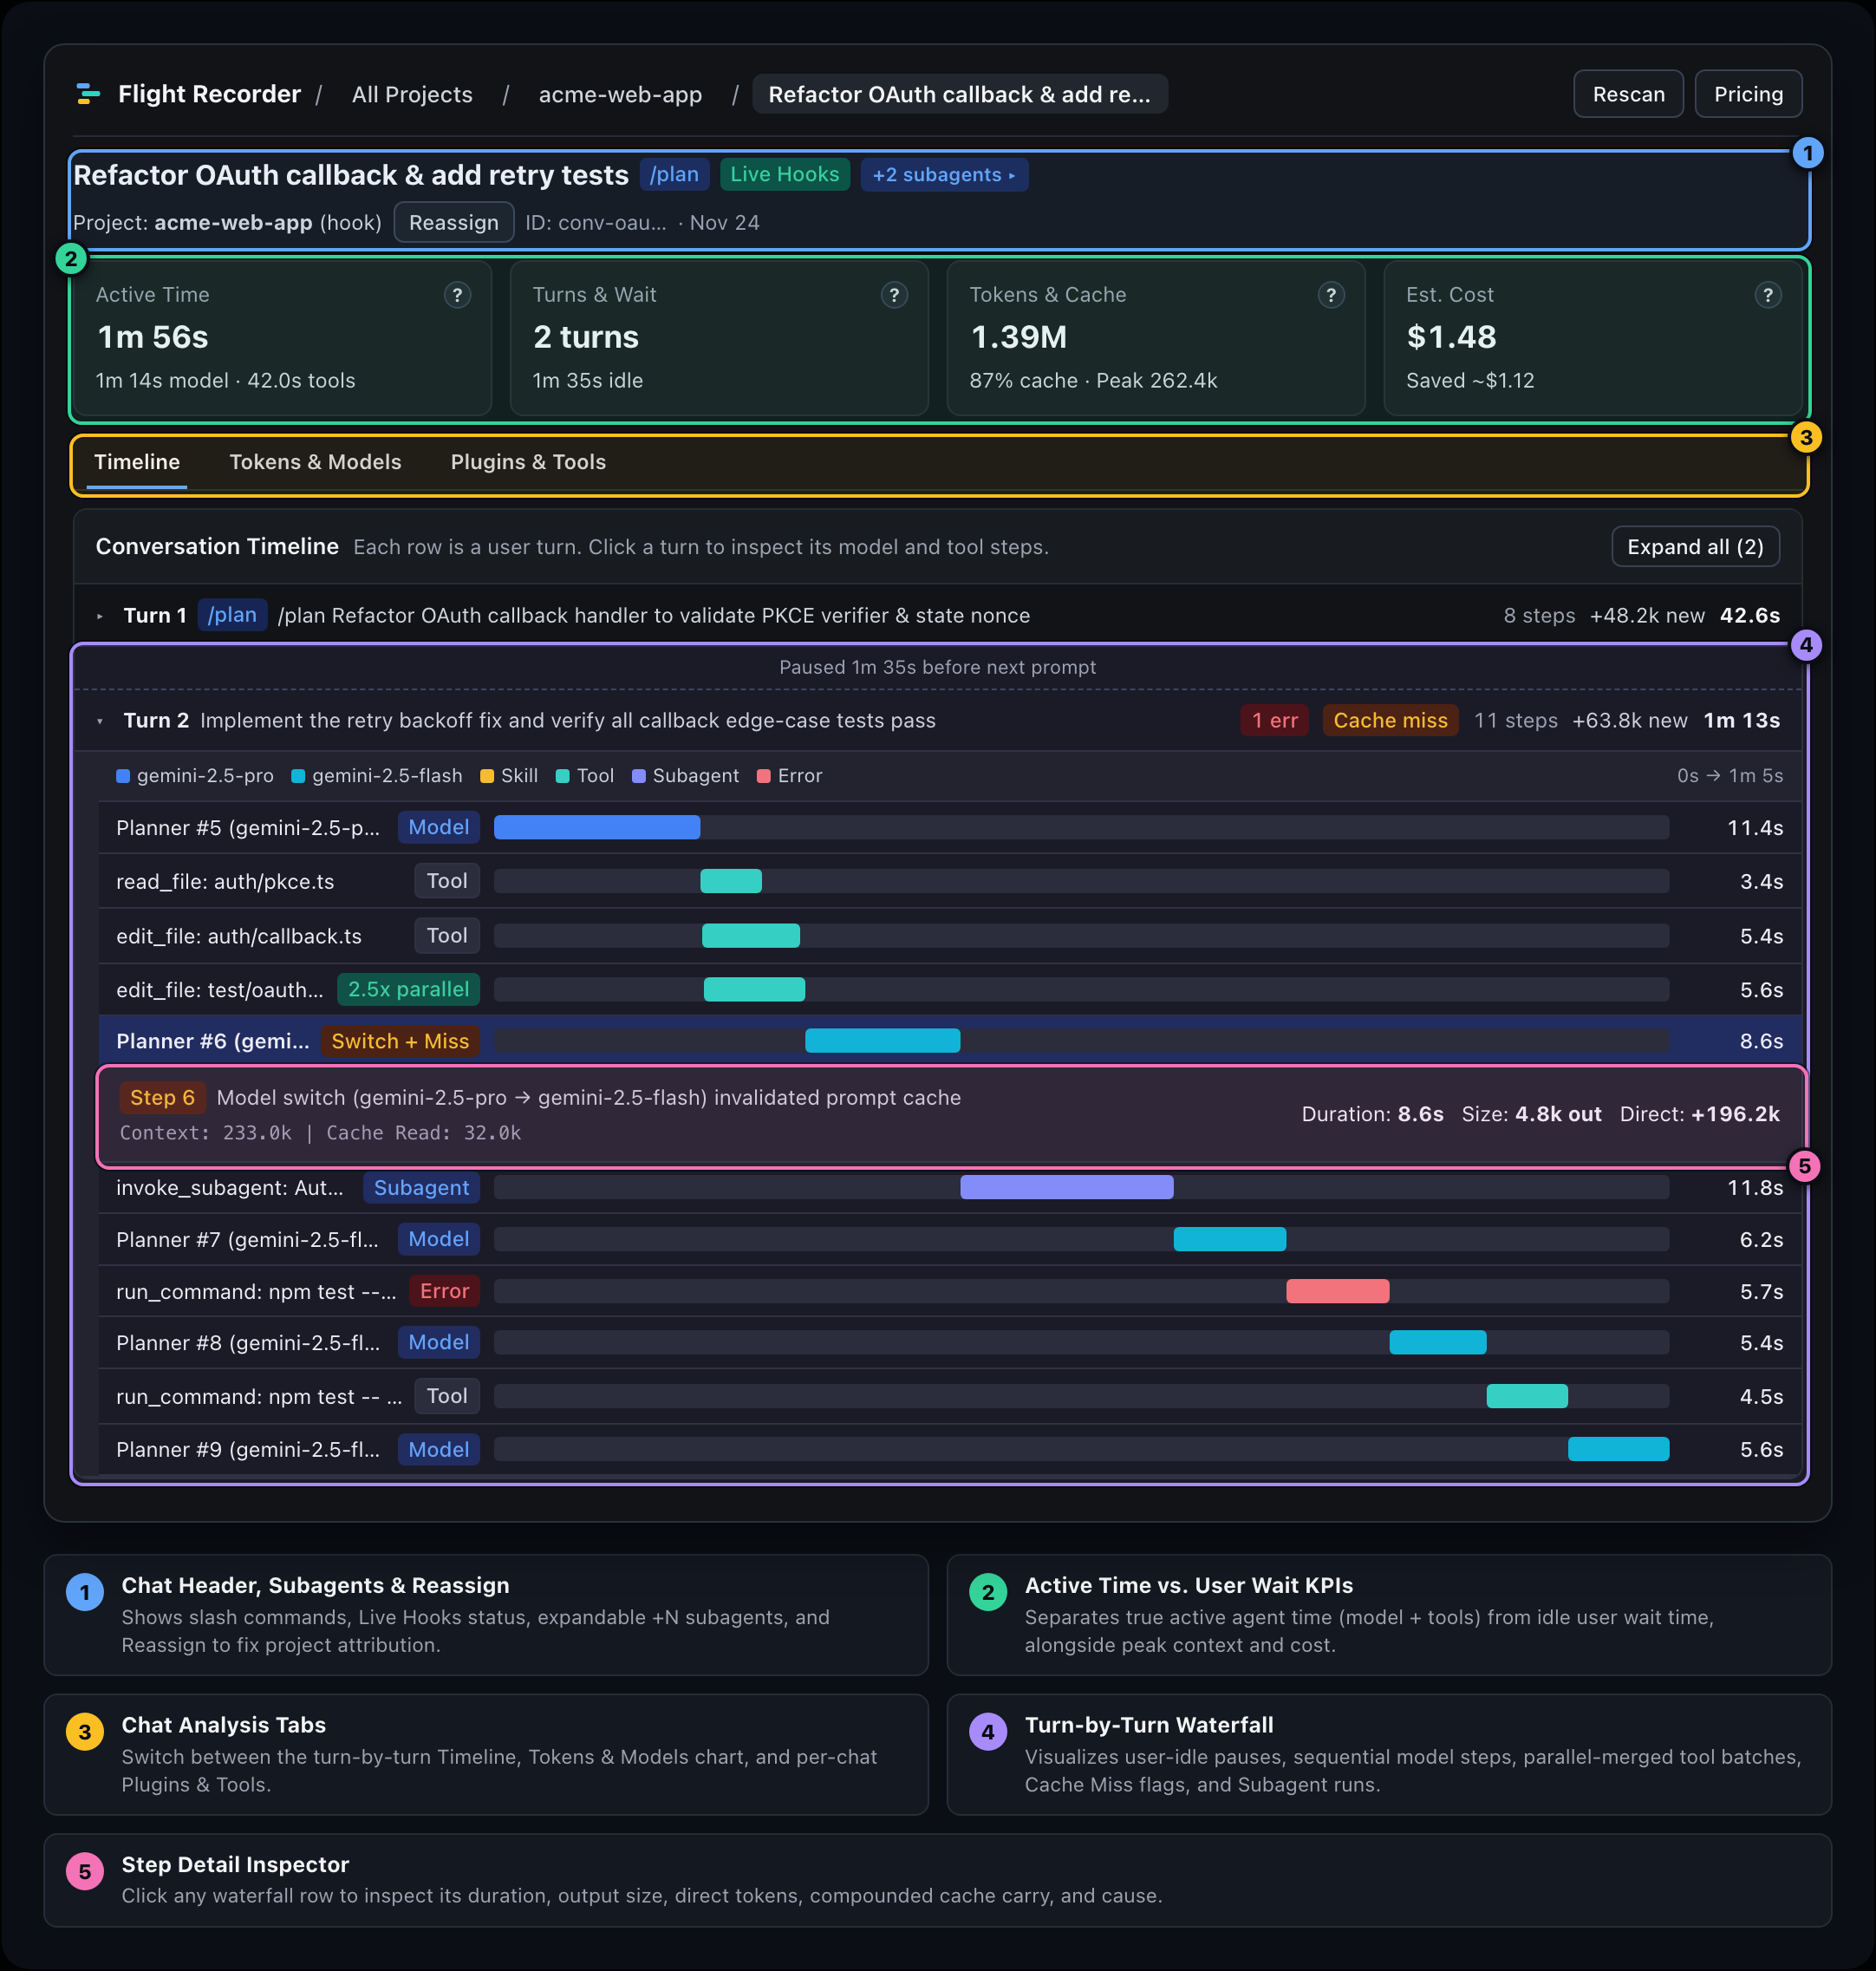 Flight Recorder / All Projects / acme-web-app / Refactor OAuth callback & add re... Rescan Pricing
1
Refactor OAuth callback & add retry tests /plan Live Hooks +2 subagents ▸
Project: acme-web-app (hook) Reassign ID: conv-oau... · Nov 24
2
Active Time ? Turns & Wait ? Tokens & Cache ? Est. Cost ?
1m 56s 2 turns 1.39M $1.48
1m 14s model · 42.0s tools 1m 35s idle 87% cache · Peak 262.4k Saved ~$1.12
3
Timeline Tokens & Models Plugins & Tools
Conversation Timeline Each row is a user turn. Click a turn to inspect its model and tool steps. Expand all (2)
▸ Turn 1 /plan /plan Refactor OAuth callback handler to validate PKCE verifier & state nonce 8 steps +48.2k new 42.6s
4
Paused 1m 35s before next prompt
▾ Turn 2 Implement the retry backoff fix and verify all callback edge-case tests pass 1 err Cache miss 11 steps +63.8k new 1m 13s
gemini-2.5-pro gemini-2.5-flash Skill Tool Subagent Error 0s → 1m 5s
Planner #5 (gemini-2.5-p... Model 11.4s
read_file: auth/pkce.ts Tool 3.4s
edit_file: auth/callback.ts Tool 5.4s
edit_file: test/oauth... 2.5x parallel 5.6s
Planner #6 (gemi... Switch + Miss 8.6s
Step 6 Model switch (gemini-2.5-pro → gemini-2.5-flash) invalidated prompt cache
Context: 233.0k | Cache Read: 32.0k
Duration: 8.6s Size: 4.8k out Direct: +196.2k
5
invoke_subagent: Aut... Subagent 11.8s
Planner #7 (gemini-2.5-fl... Model 6.2s
run_command: npm test --... Error 5.7s
Planner #8 (gemini-2.5-fl... Model 5.4s
run_command: npm test -- ... Tool 4.5s
Planner #9 (gemini-2.5-fl... Model 5.6s
1 Chat Header, Subagents & Reassign
Shows slash commands, Live Hooks status, expandable +N subagents, and
Reassign to fix project attribution.
2 Active Time vs. User Wait KPIs
Separates true active agent time (model + tools) from idle user wait time,
alongside peak context and cost.
3 Chat Analysis Tabs
Switch between the turn-by-turn Timeline, Tokens & Models chart, and per-chat
Plugins & Tools.
4 Turn-by-Turn Waterfall
Visualizes user-idle pauses, sequential model steps, parallel-merged tool batches,
Cache Miss flags, and Subagent runs.
5 Step Detail Inspector
Click any waterfall row to inspect its duration, output size, direct tokens, compounded cache carry, and cause.